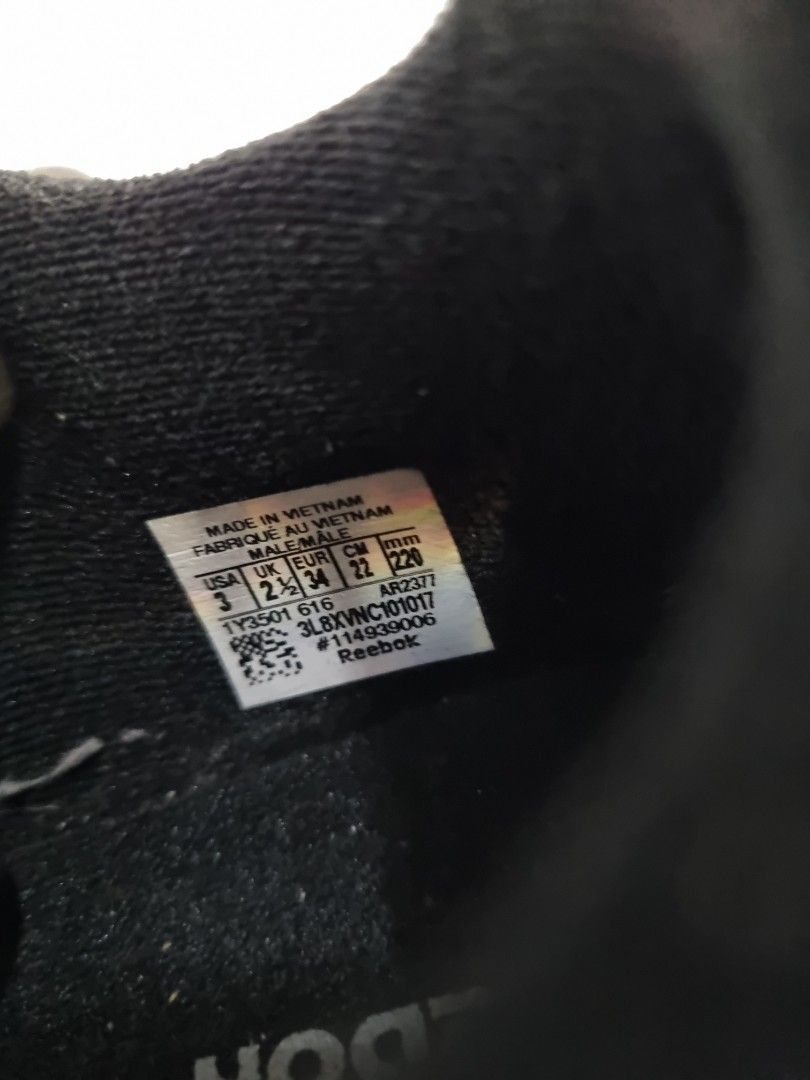 MADE IN VIETNAM
FABRIQUÉ AU VIETNAM
MALE/MÂLE
USA UK EUR CM mm
3 2½ 34 22 220
1Y3501 616 AR2377
3L8XVNC101017
#114939006
Reebok